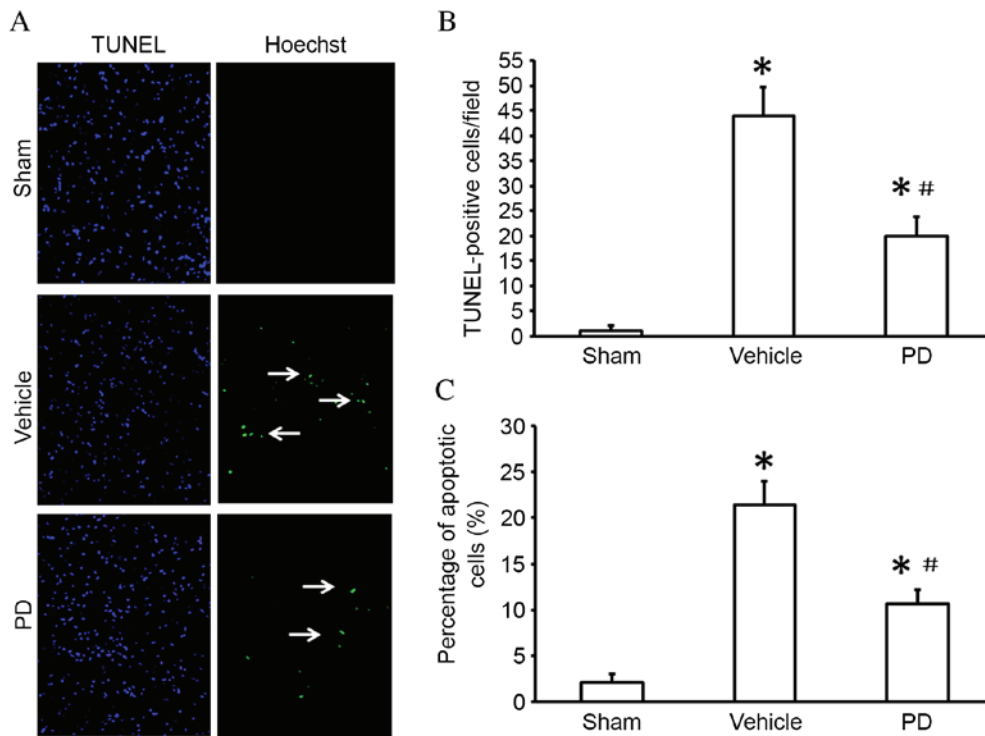 A
TUNEL Hoechst
Sham
Vehicle
PD
B
TUNEL-positive cells/field
55
50
45
40
35
30
25
20
15
10
5
0
*
* #
Sham Vehicle PD
C
Percentage of apoptotic
cells (%)
30
25
20
15
10
5
0
*
* #
Sham Vehicle PD